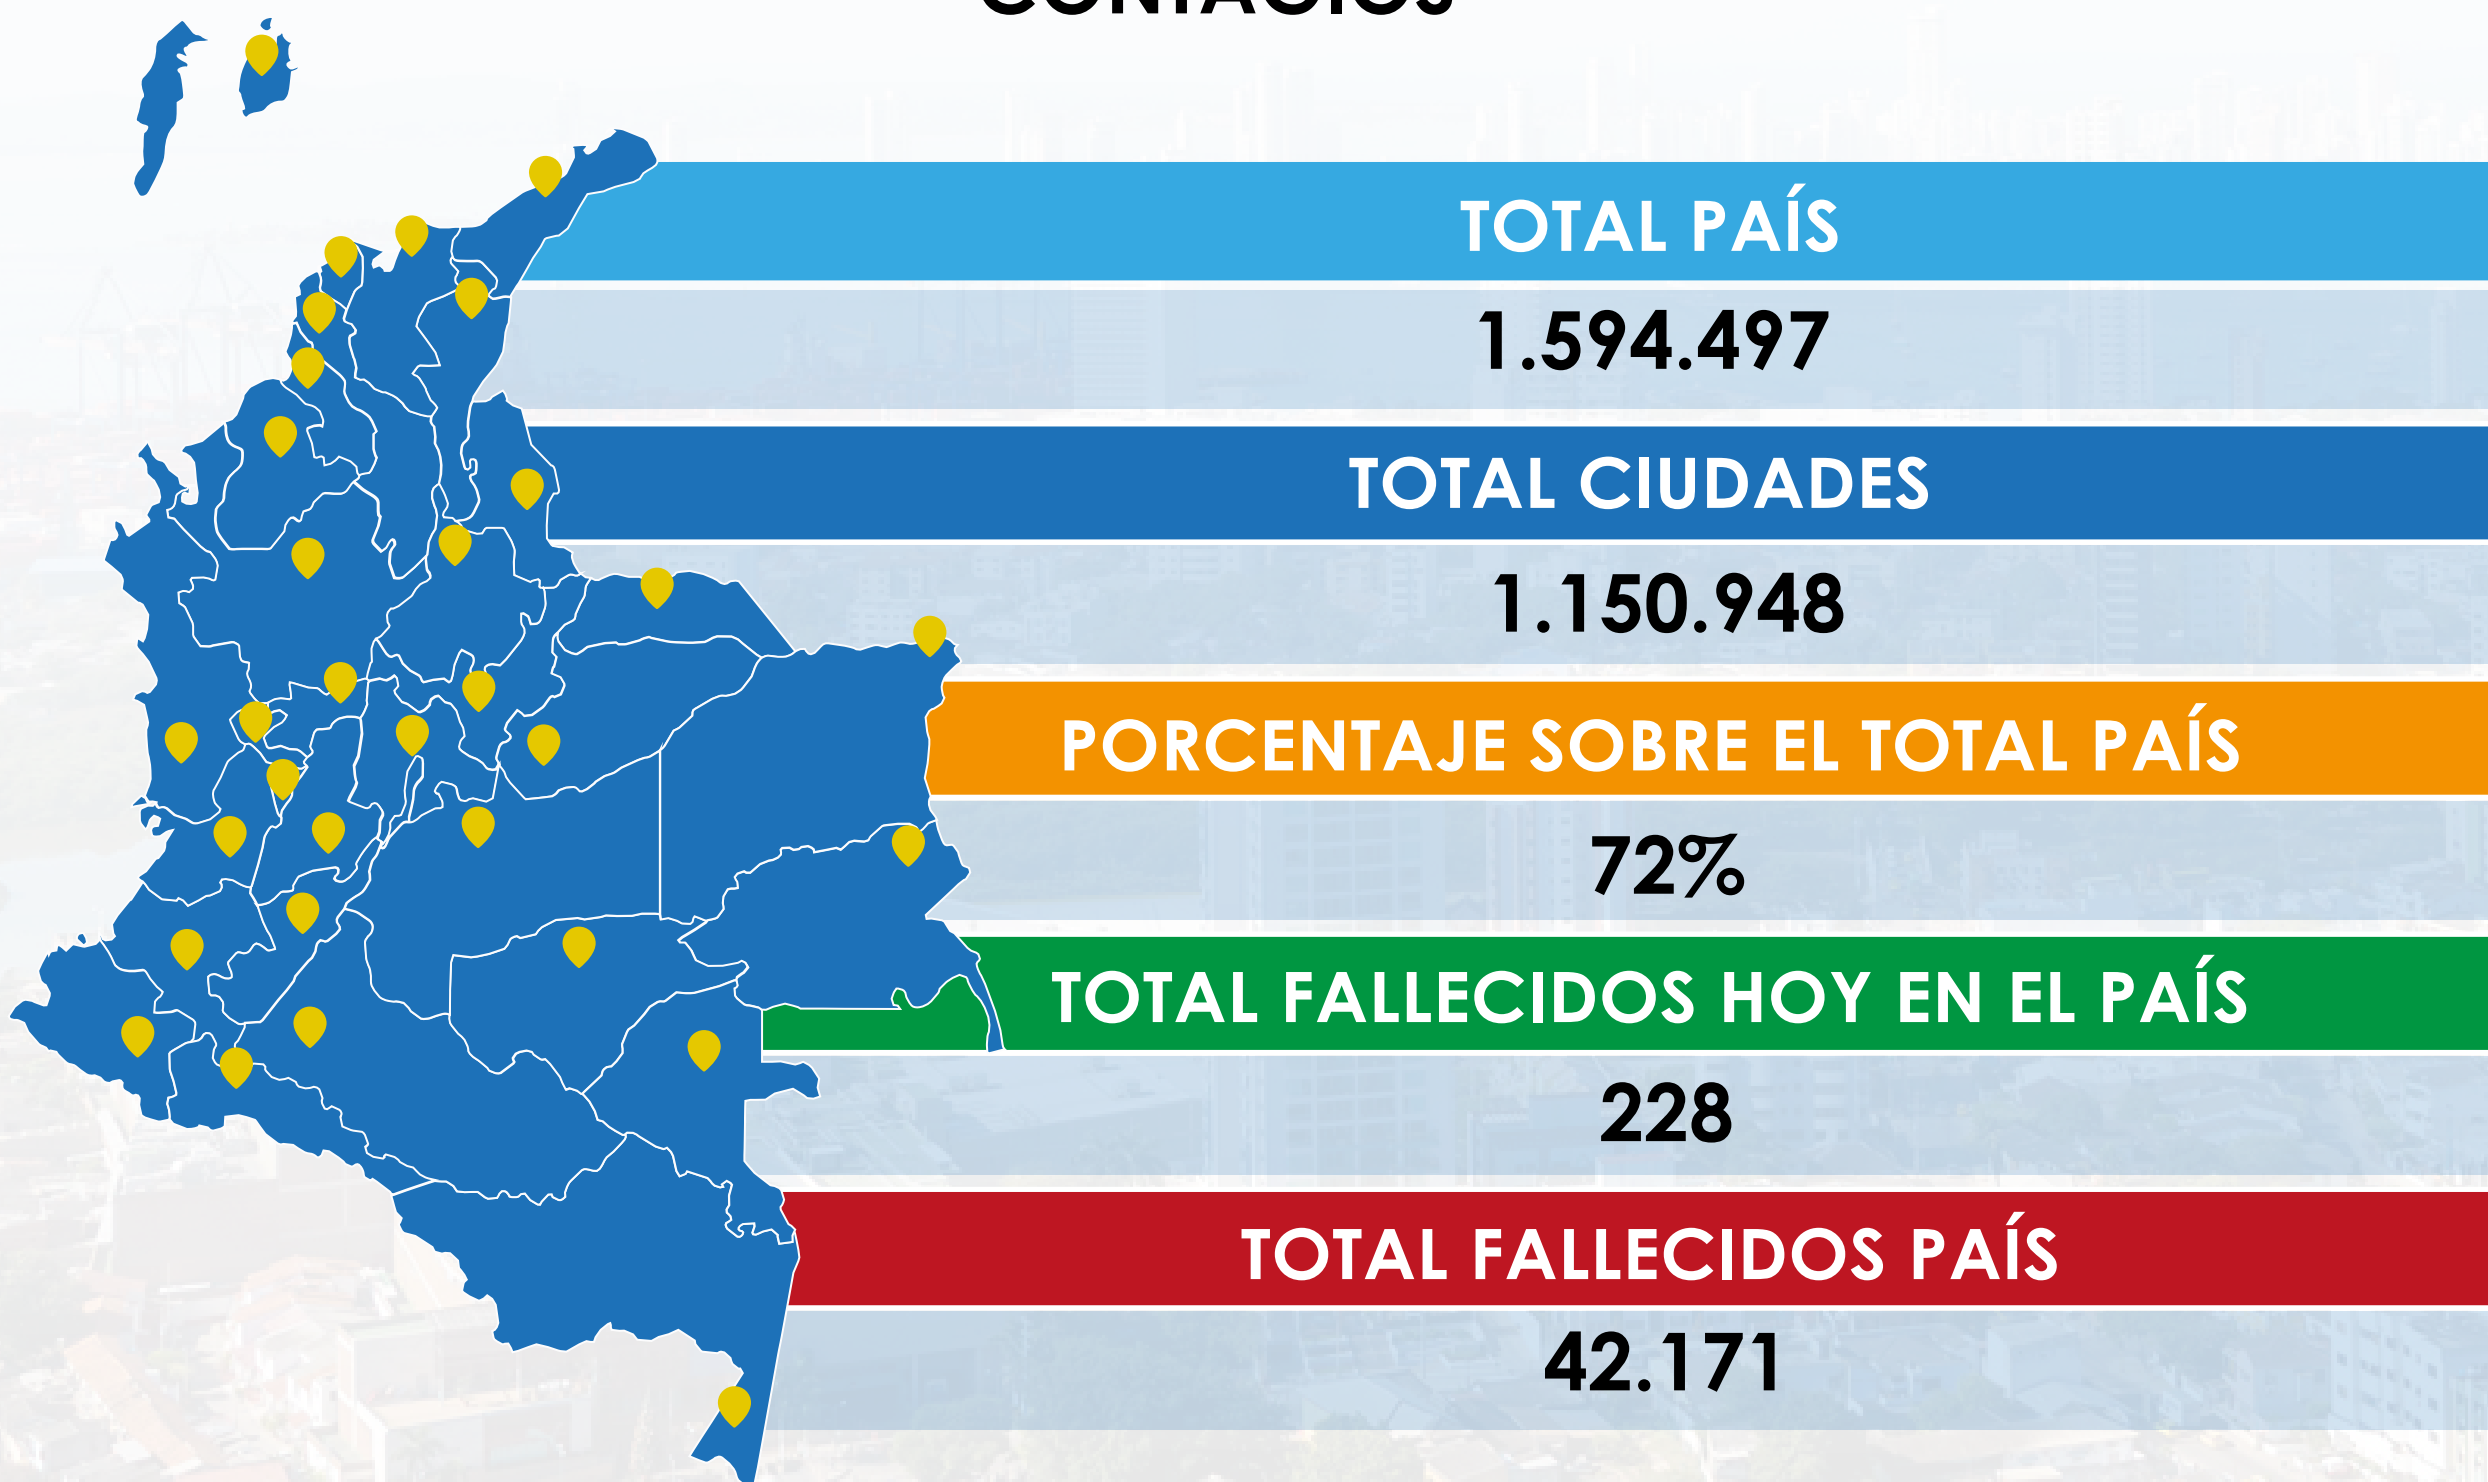 CONTAGIOS
TOTAL PAÍS
1.594.497
TOTAL CIUDADES
1.150.948
PORCENTAJE SOBRE EL TOTAL PAÍS
72%
TOTAL FALLECIDOS HOY EN EL PAÍS
228
TOTAL FALLECIDOS PAÍS
42.171